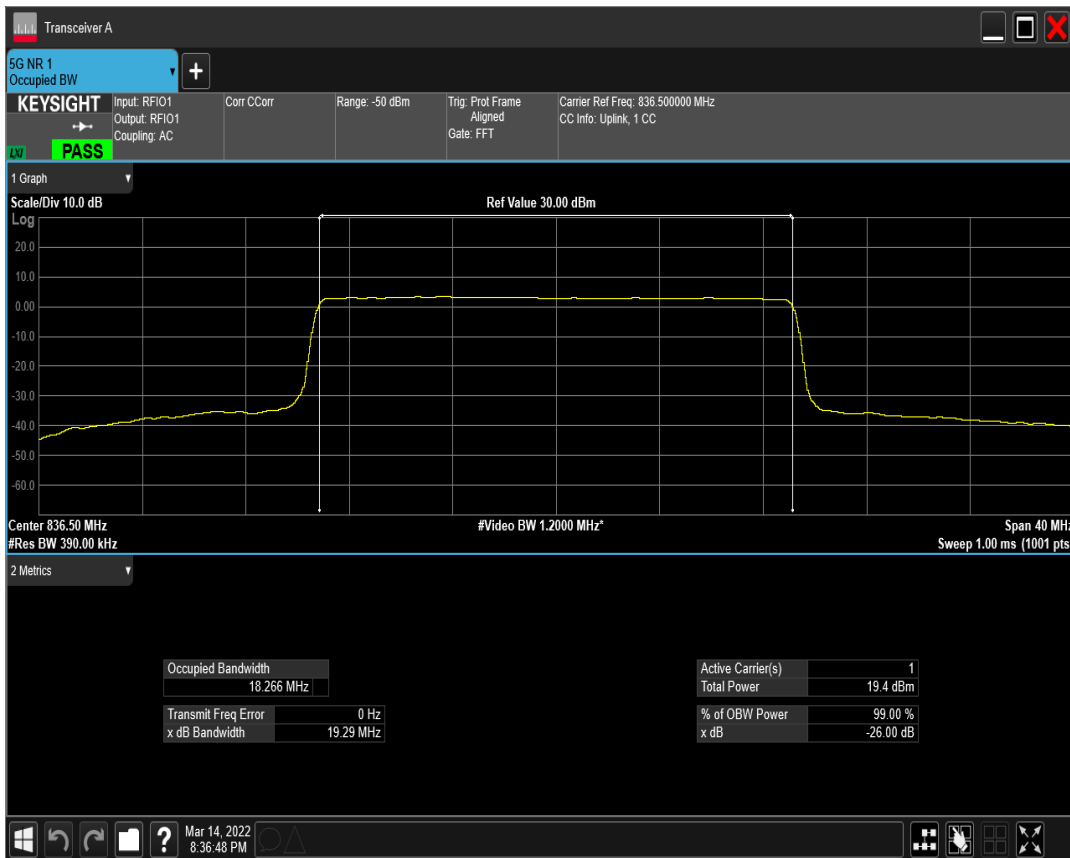 Transceiver A
5G NR 1
Occupied BW
+
KEYSIGHT
LXI
PASS
Input: RFIO1
Output: RFIO1
Coupling: AC
Corr CCorr
Range: -50 dBm
Trig: Prot Frame
Aligned
Gate: FFT
Carrier Ref Freq: 836.500000 MHz
CC Info: Uplink, 1 CC
1 Graph
Scale/Div 10.0 dB
Ref Value 30.00 dBm
Log
20.0
10.0
0.00
-10.0
-20.0
-30.0
-40.0
-50.0
-60.0
Center 836.50 MHz
#Video BW 1.2000 MHz*
Span 40 MHz
#Res BW 390.00 kHz
Sweep 1.00 ms (1001 pts
2 Metrics
Occupied Bandwidth
18.266 MHz
Transmit Freq Error 0 Hz
x dB Bandwidth 19.29 MHz
Active Carrier(s) 1
Total Power 19.4 dBm
% of OBW Power 99.00 %
x dB -26.00 dB
?
Mar 14, 2022
8:36:48 PM